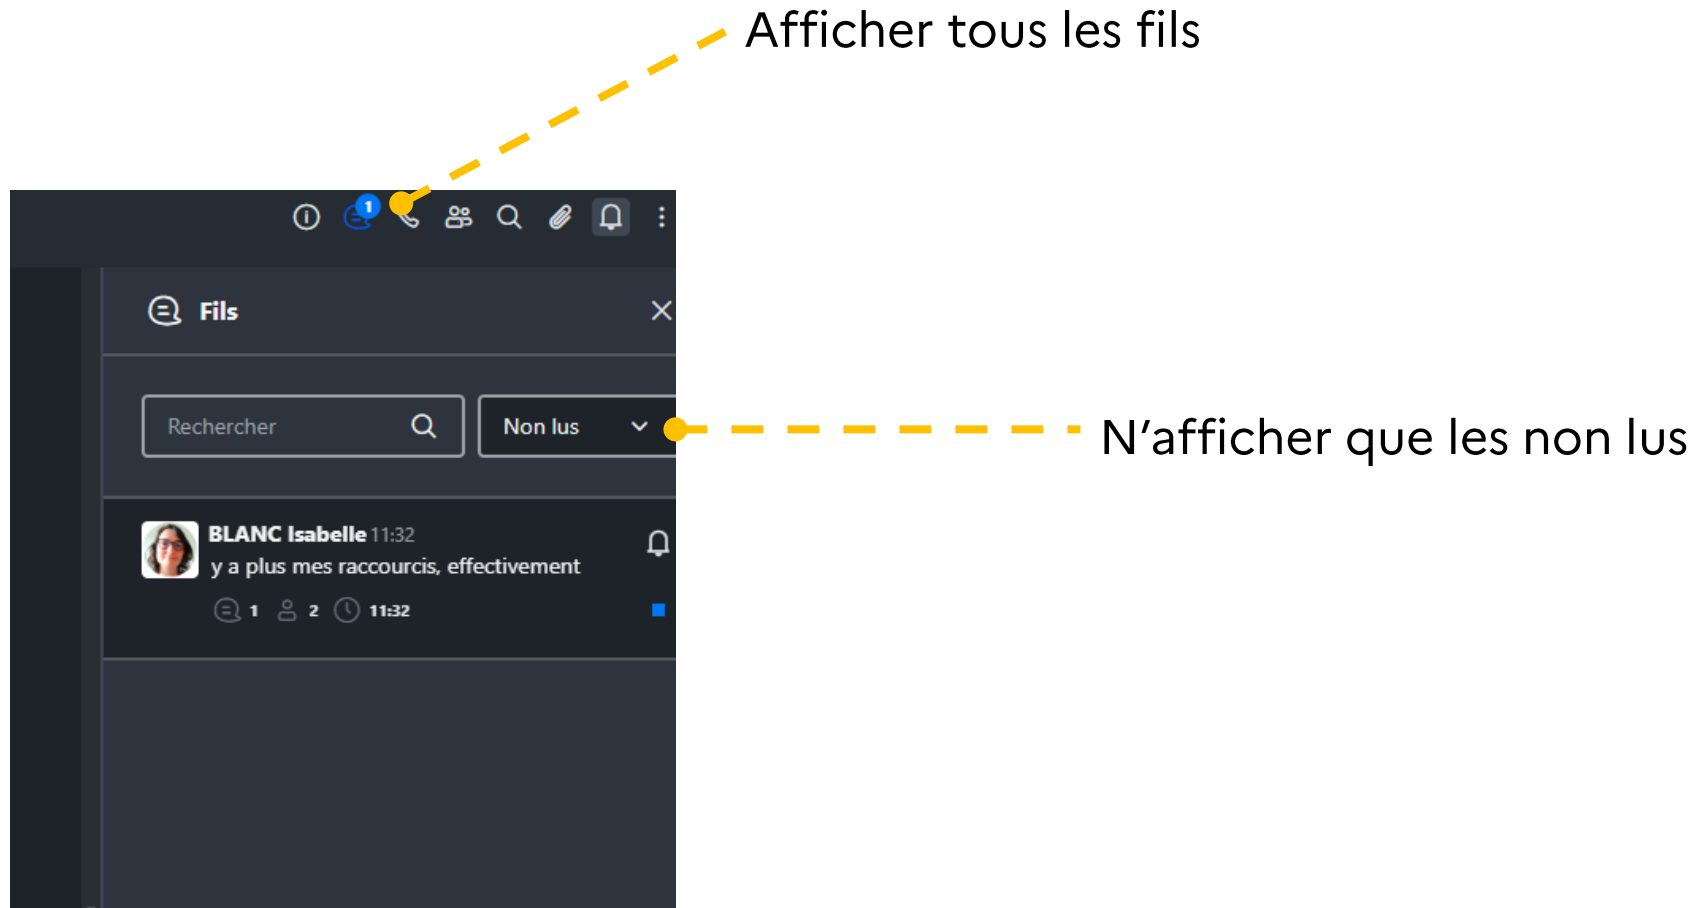 Afficher tous les fils
1
Fils
Rechercher
Non lus
N’afficher que les non lus
BLANC Isabelle 11:32
y a plus mes raccourcis, effectivement
1 2 11:32